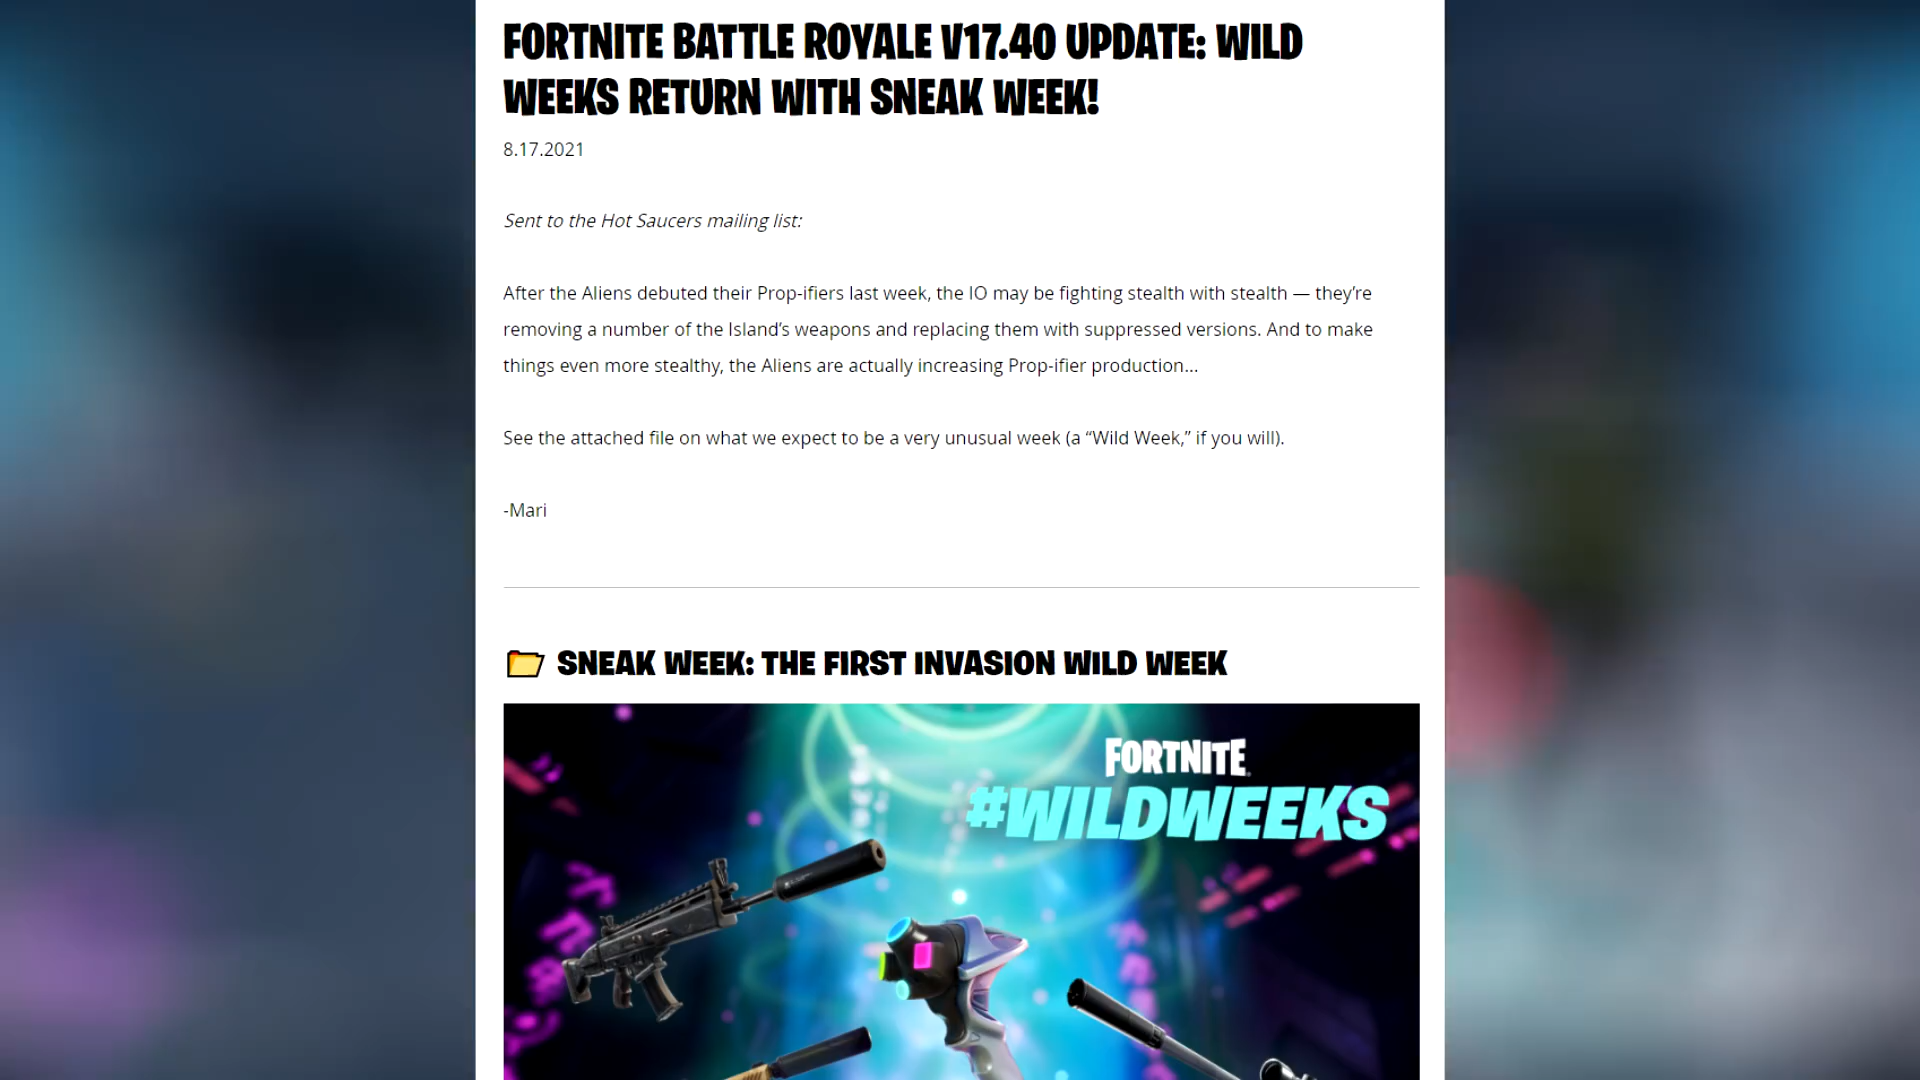 FORTNITE BATTLE ROYALE V17.40 UPDATE: WILD
WEEKS RETURN WITH SNEAK WEEK!
8.17.2021
Sent to the Hot Saucers mailing list:
After the Aliens debuted their Prop-ifiers last week, the IO may be fighting stealth with stealth — they’re
removing a number of the Island’s weapons and replacing them with suppressed versions. And to make
things even more stealthy, the Aliens are actually increasing Prop-ifier production…
See the attached file on what we expect to be a very unusual week (a “Wild Week,” if you will).
-Mari
SNEAK WEEK: THE FIRST INVASION WILD WEEK
FORTNITE
#WILDWEEKS